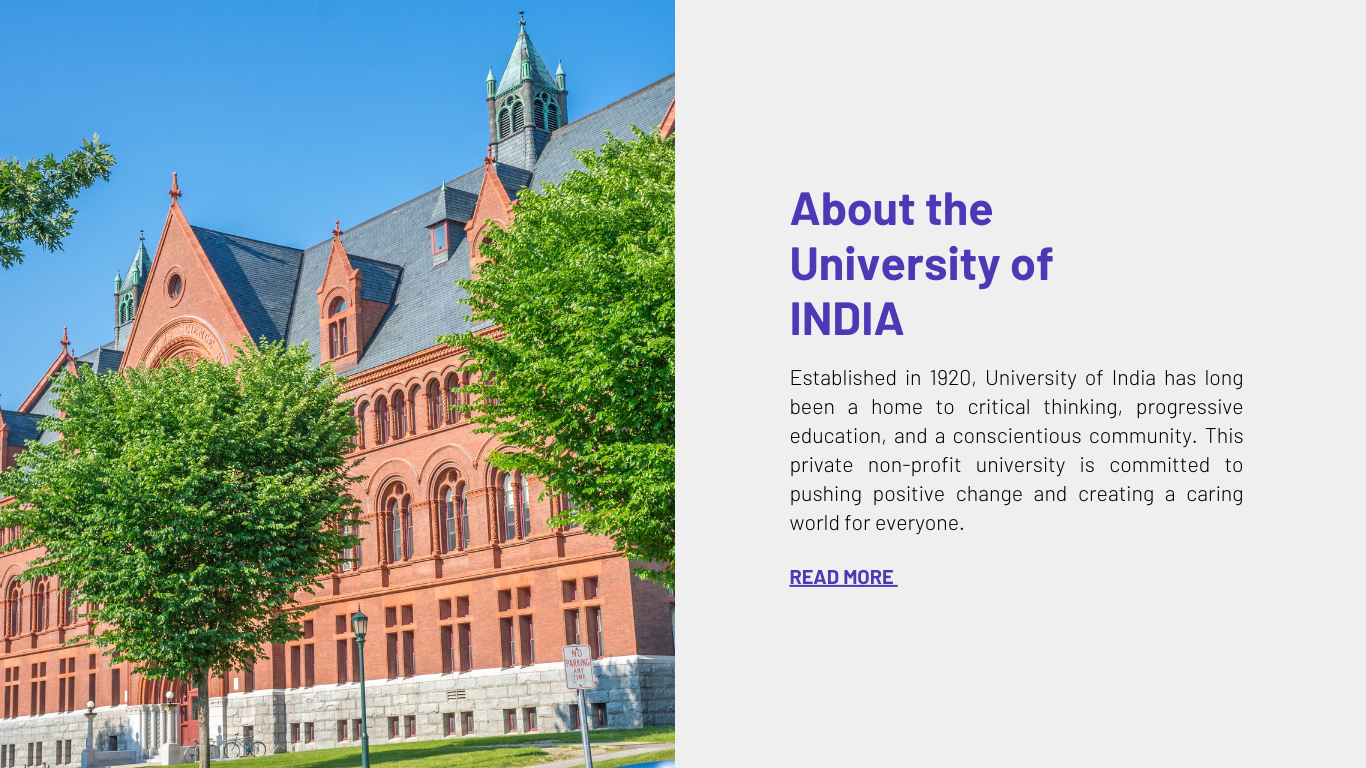 About the
University of
INDIA
Established in 1920, University of India has long
been a home to critical thinking, progressive
education, and a conscientious community. This
private non-profit university is committed to
pushing positive change and creating a caring
world for everyone.
READ MORE
NO
PARKING
ANY
TIME